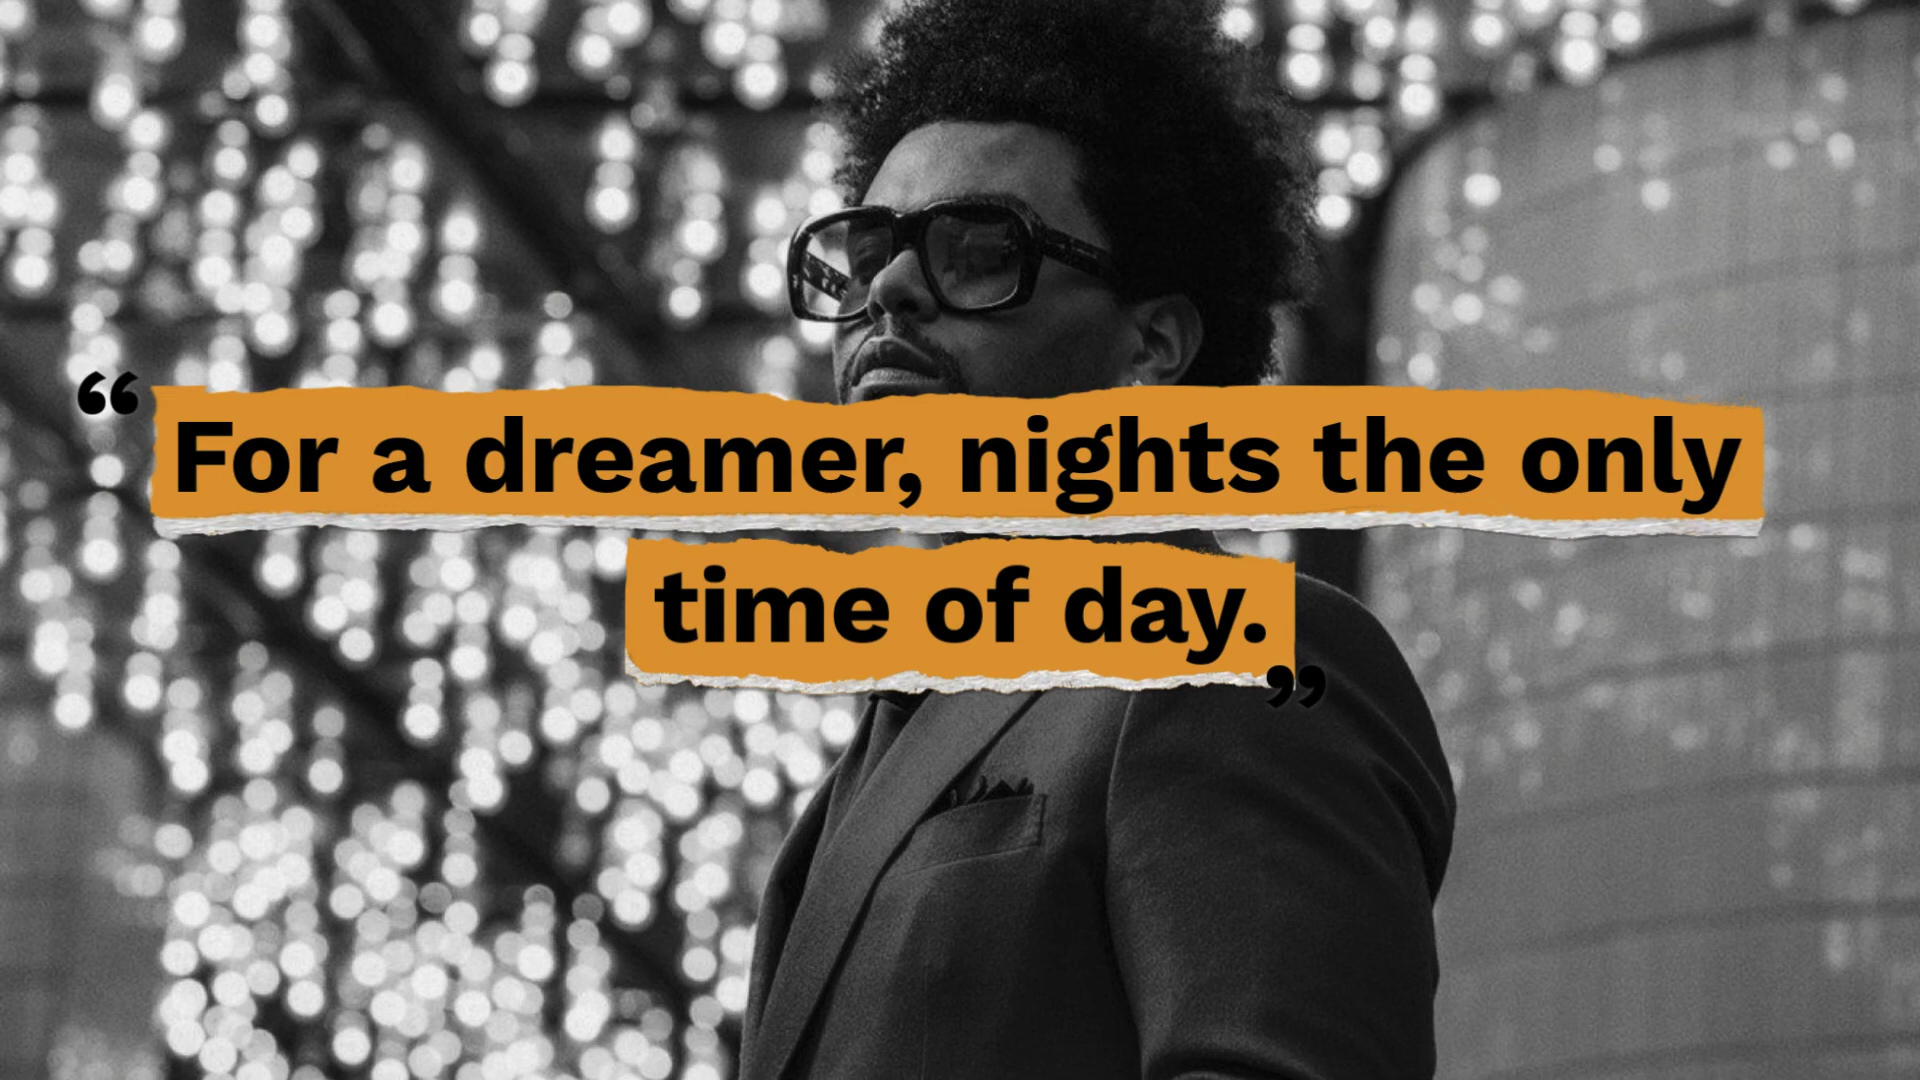 “For a dreamer, nights the only
time of day.”